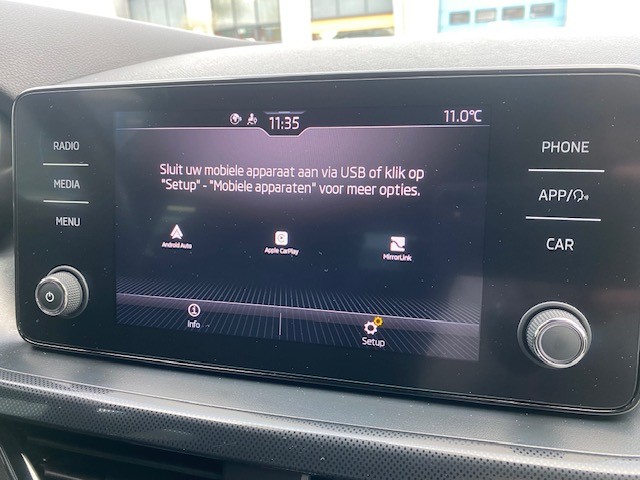 11:35
11.0°C
RADIO
MEDIA
MENU
PHONE
APP/
CAR
Sluit uw mobiele apparaat aan via USB of klik op
"Setup" - "Mobiele apparaten" voor meer opties.
Android Auto
Apple CarPlay
MirrorLink
Info
Setup